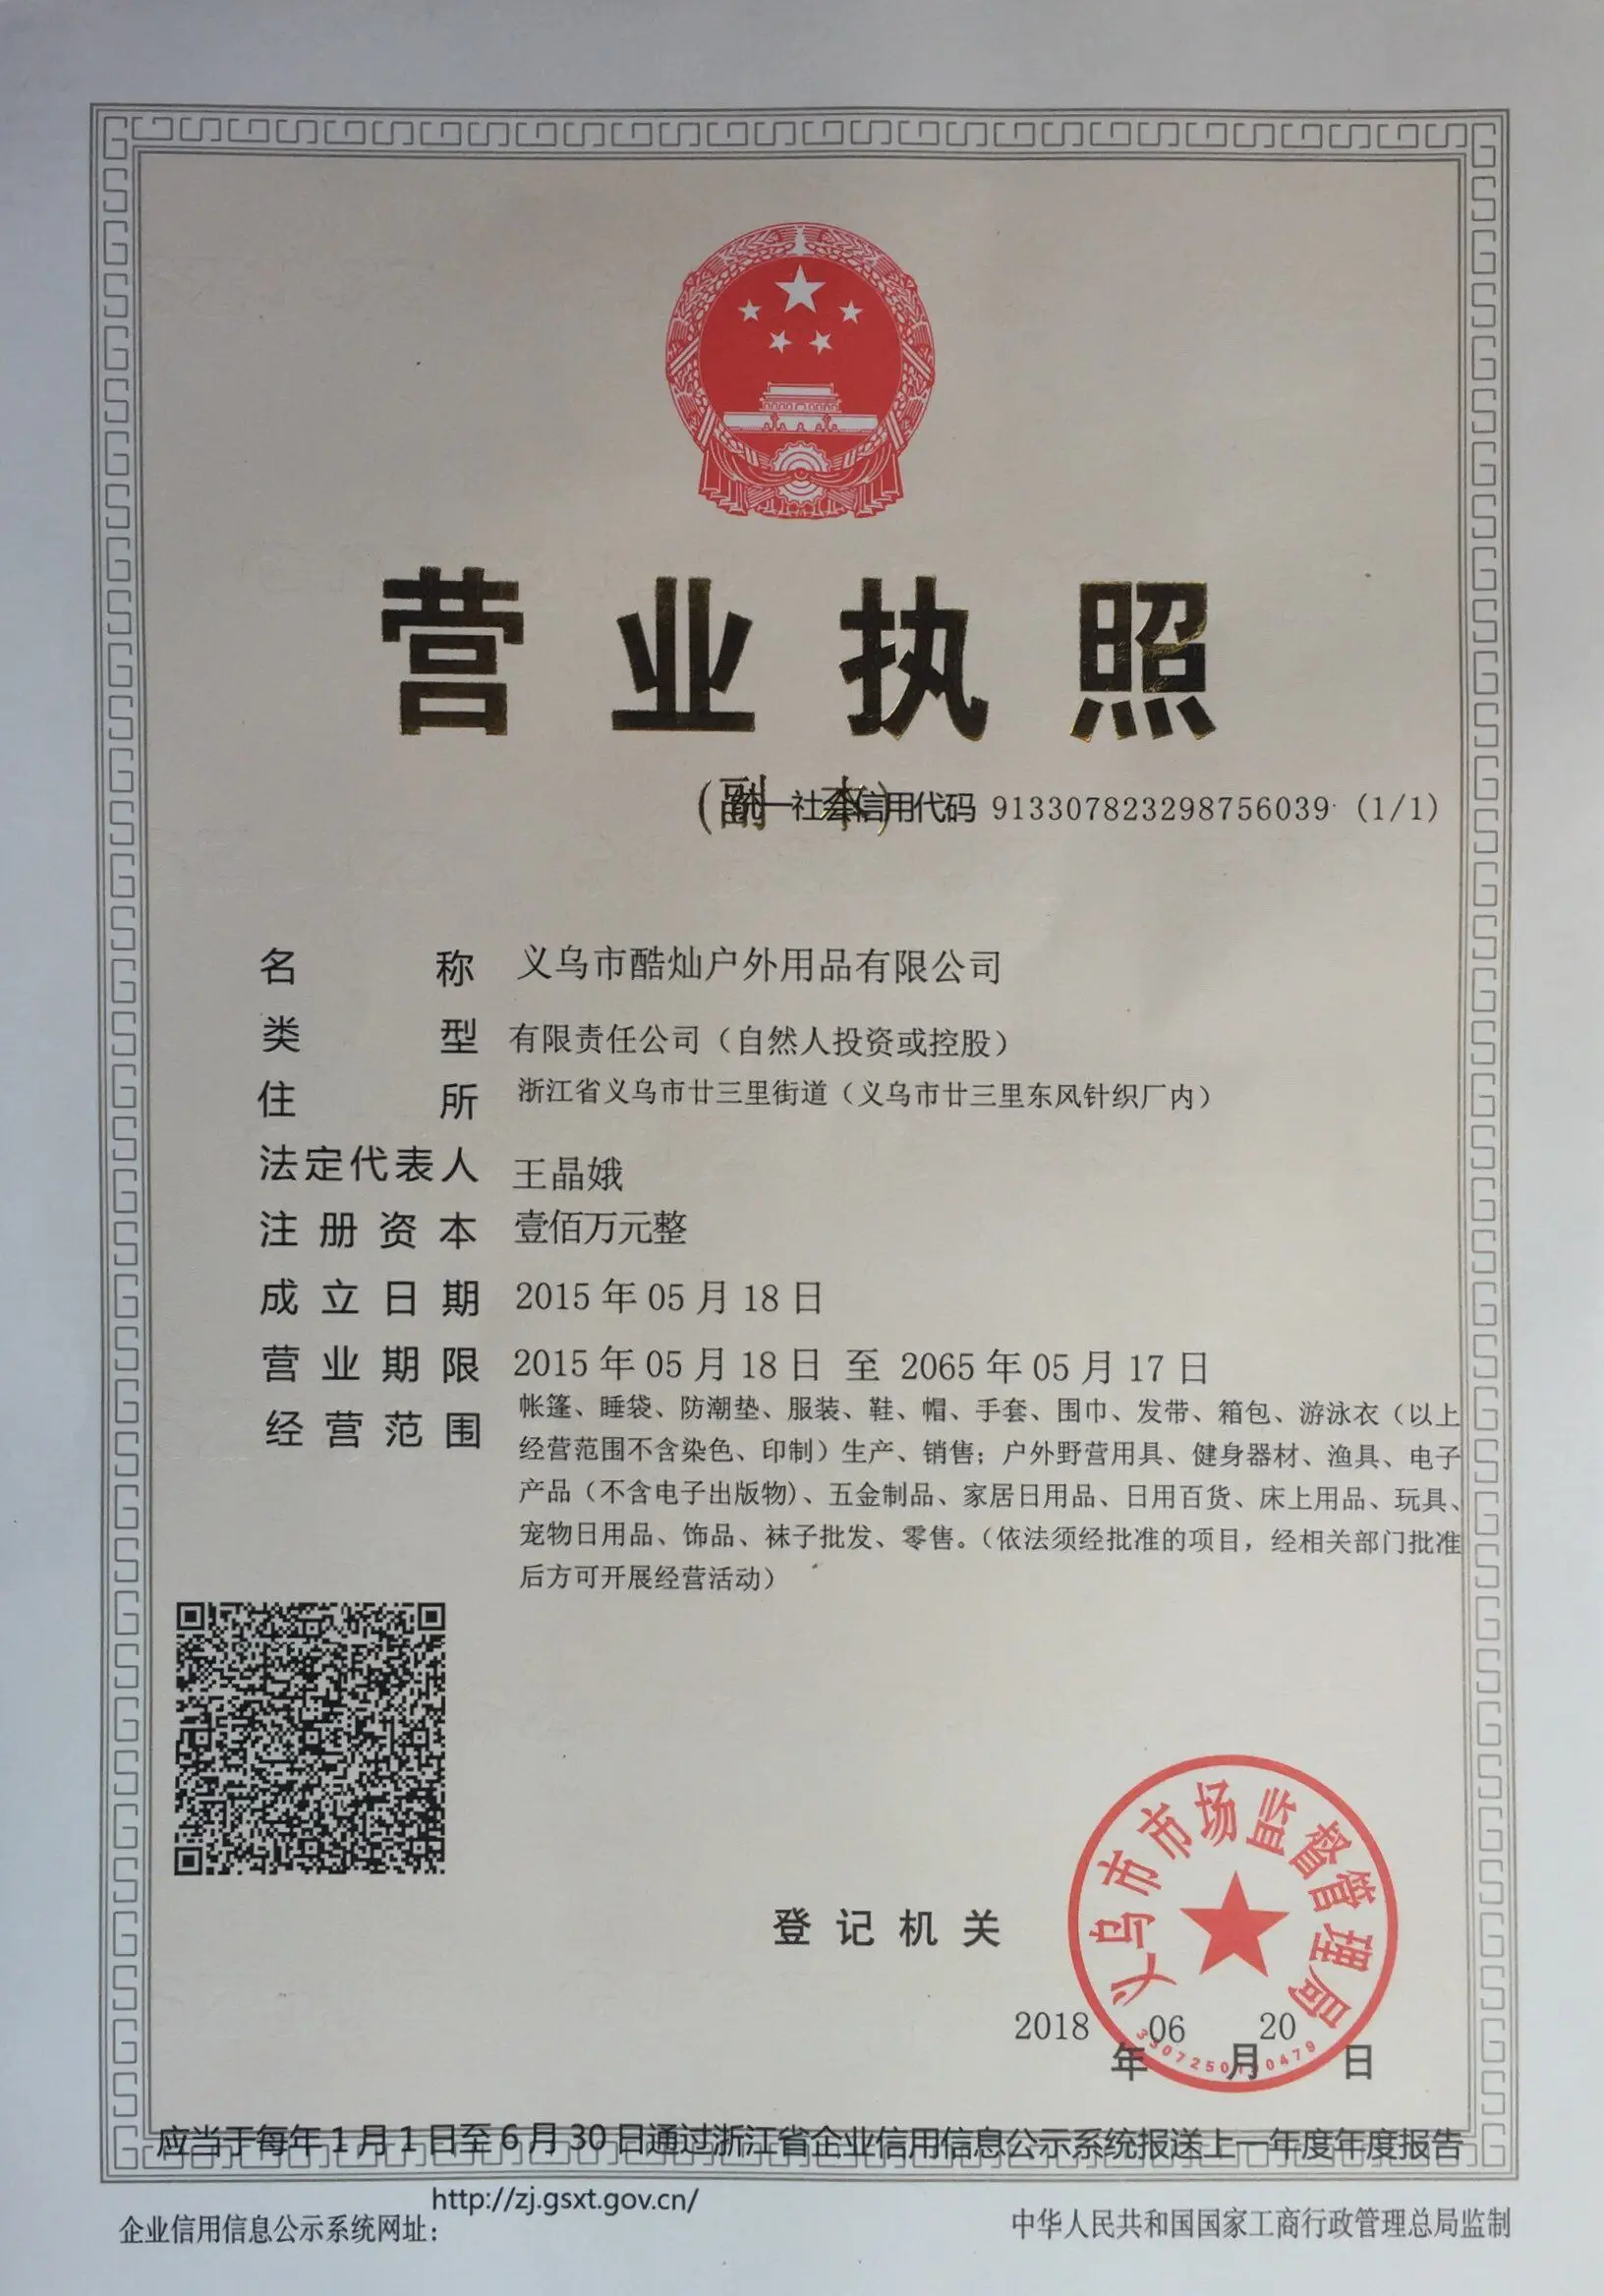 营业执照
(副 本)
统一社会信用代码 913307823298756039 (1/1)
名 称 义乌市酷灿户外用品有限公司
类 型 有限责任公司（自然人投资或控股）
住 所 浙江省义乌市廿三里街道（义乌市廿三里东风针织厂内）
法定代表人 王晶娥
注册资本 壹佰万元整
成立日期 2015年05月18日
营业期限 2015年05月18日 至 2065年05月17日
经营范围 帐篷、睡袋、防潮垫、服装、鞋、帽、手套、围巾、发带、箱包、游泳衣（以上
经营范围不含染色、印制）生产、销售；户外野营用具、健身器材、渔具、电子
产品（不含电子出版物）、五金制品、家居日用品、日用百货、床上用品、玩具、
宠物日用品、饰品、袜子批发、零售。（依法须经批准的项目，经相关部门批准
后方可开展经营活动）
登记机关
义乌市市场监督管理局
2018年06月20日
应当于每年1月1日至6月30日通过浙江省企业信用信息公示系统报送上一年度年度报告
企业信用信息公示系统网址：http://zj.gsxt.gov.cn/
中华人民共和国国家工商行政管理总局监制